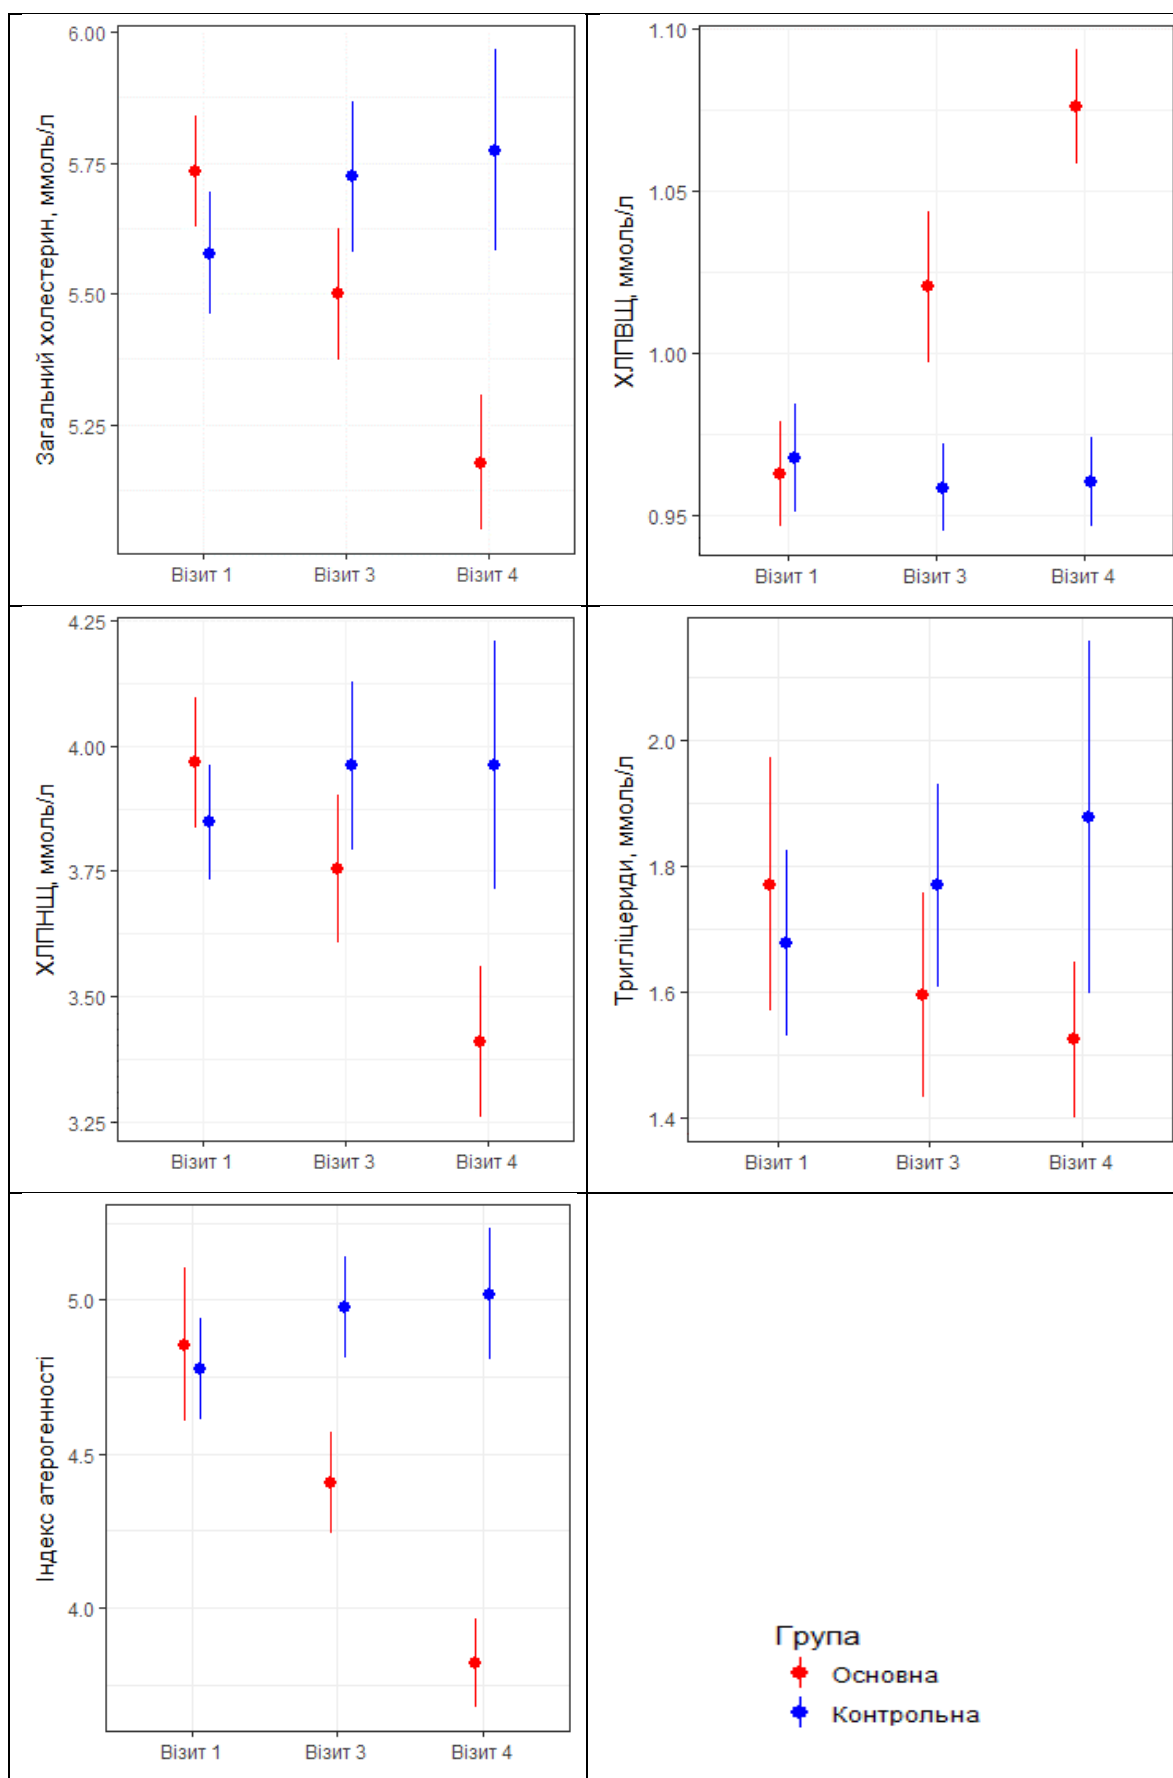 Загальний холестерин, ммоль/л
6.00
5.75
5.50
5.25
Візит 1 Візит 3 Візит 4
ХЛПВЩ, ммоль/л
1.10
1.05
1.00
0.95
Візит 1 Візит 3 Візит 4
ХЛПНЩ, ммоль/л
4.25
4.00
3.75
3.50
3.25
Візит 1 Візит 3 Візит 4
Тригліцериди, ммоль/л
2.0
1.8
1.6
1.4
Візит 1 Візит 3 Візит 4
Індекс атерогенності
5.0
4.5
4.0
Візит 1 Візит 3 Візит 4
Група
Основна
Контрольна